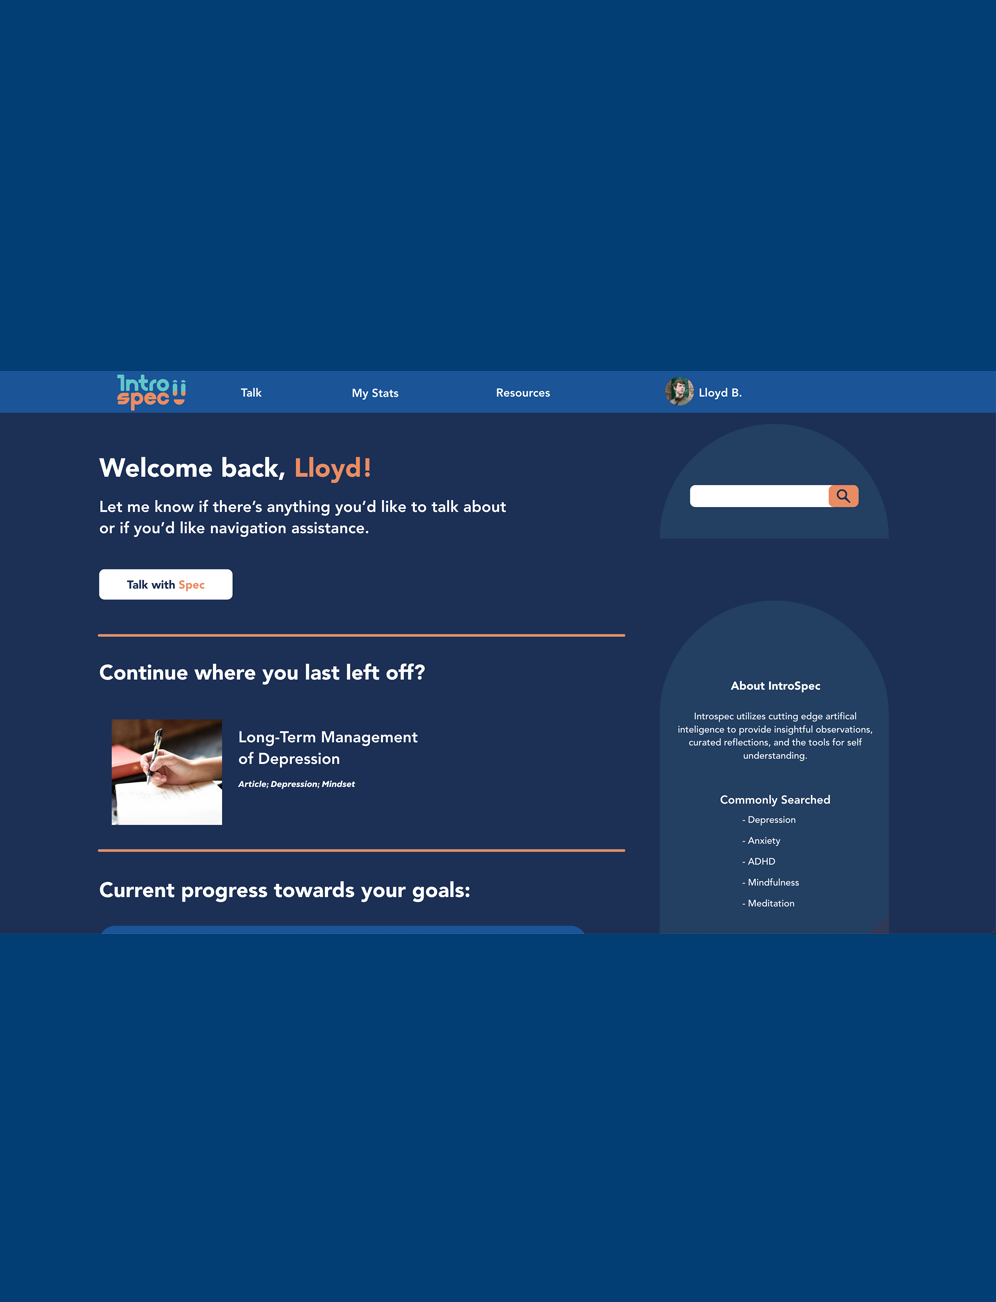 Intro
spec
Talk
My Stats
Resources
Lloyd B.
Welcome back, Lloyd!
Let me know if there's anything you'd like to talk about
or if you'd like navigation assistance.
Talk with Spec
Continue where you last left off?
Long-Term Management
of Depression
Article; Depression; Mindset
Current progress towards your goals:
About IntroSpec
Introspec utilizes cutting edge artifical
inteligence to provide insightful observations,
curated reflections, and the tools for self
understanding.
Commonly Searched
- Depression
- Anxiety
- ADHD
- Mindfulness
- Meditation